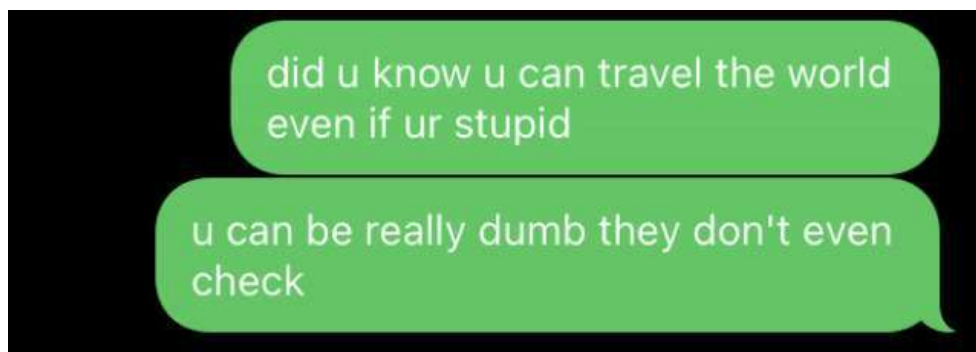 did u know u can travel the world
even if ur stupid
u can be really dumb they don't even
check